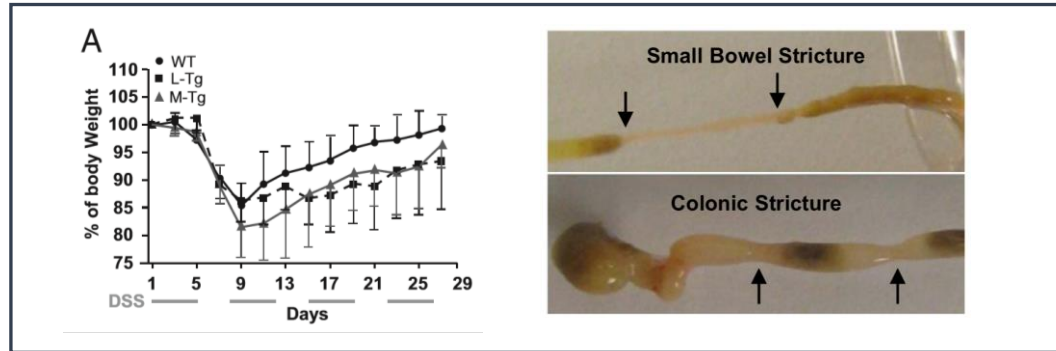 A
WT
L-Tg
M-Tg
110
105
100
95
90
85
80
75
% of body Weight
1 5 9 13 17 21 25 29
DSS
Days
Small Bowel Stricture
Colonic Stricture